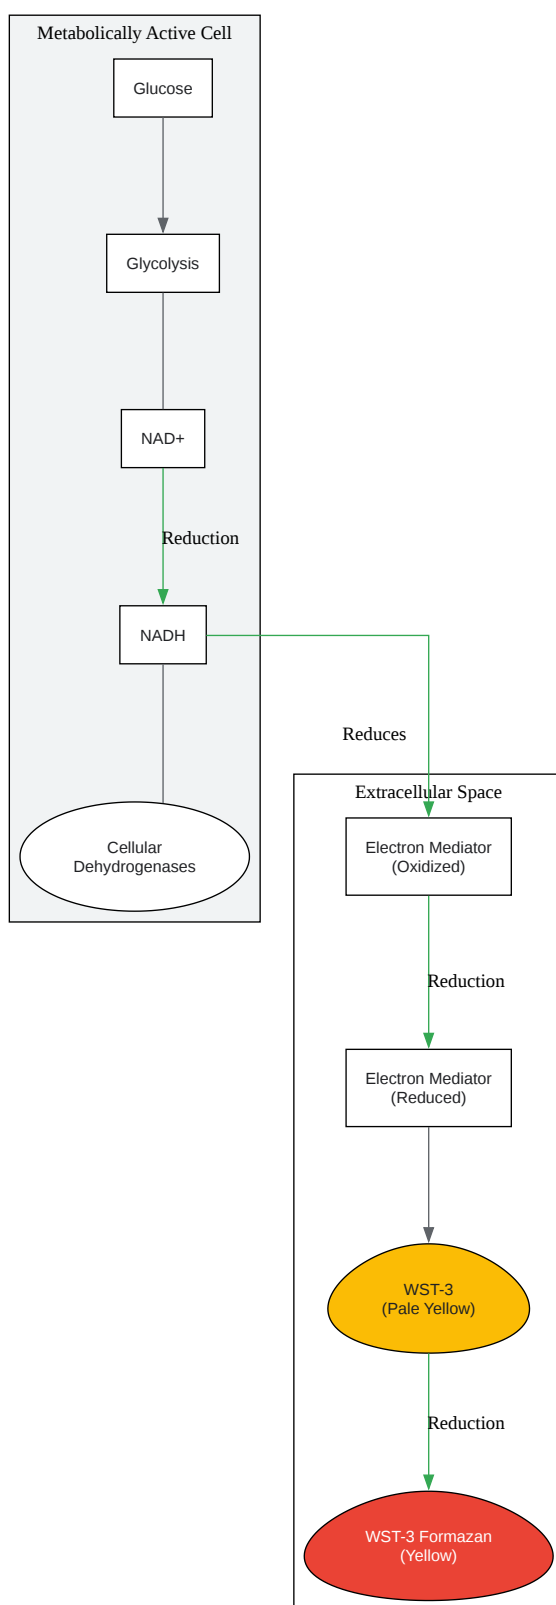 Metabolically Active Cell
Glucose
Glycolysis
NAD+
Reduction
NADH
Reduces
Cellular
Dehydrogenases
Extracellular Space
Electron Mediator
(Oxidized)
Reduction
Electron Mediator
(Reduced)
WST-3
(Pale Yellow)
Reduction
WST-3 Formazan
(Yellow)